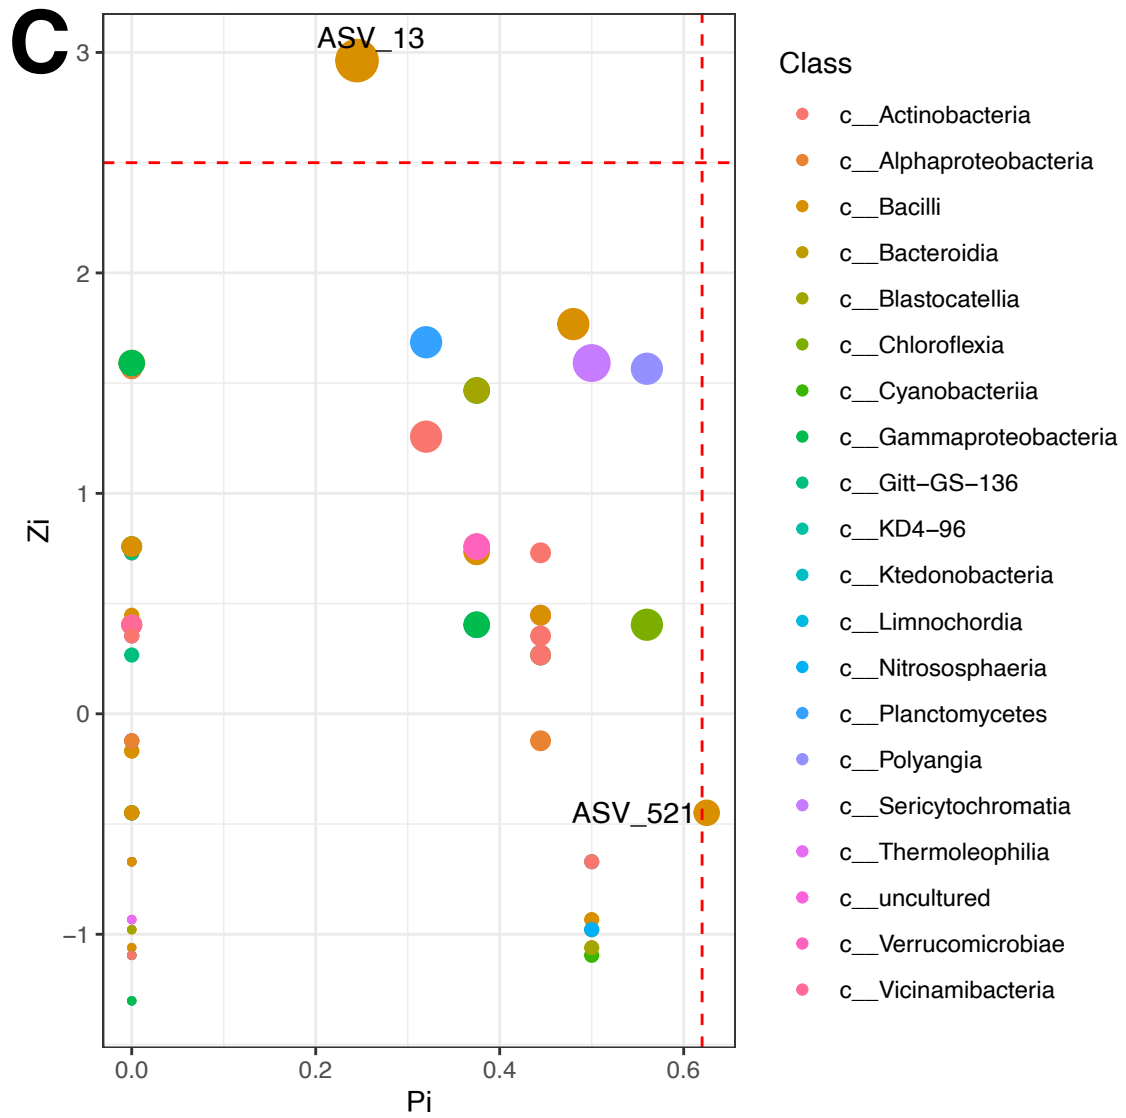 C
ASV_13
3
2
1
0
−1
Zi
ASV_521
0.0 0.2 0.4 0.6
Pi
Class
c__Actinobacteria
c__Alphaproteobacteria
c__Bacilli
c__Bacteroidia
c__Blastocatellia
c__Chloroflexia
c__Cyanobacteriia
c__Gammaproteobacteria
c__Gitt−GS−136
c__KD4−96
c__Ktedonobacteria
c__Limnochordia
c__Nitrososphaeria
c__Planctomycetes
c__Polyangia
c__Sericytochromatia
c__Thermoleophilia
c__uncultured
c__Verrucomicrobiae
c__Vicinamibacteria